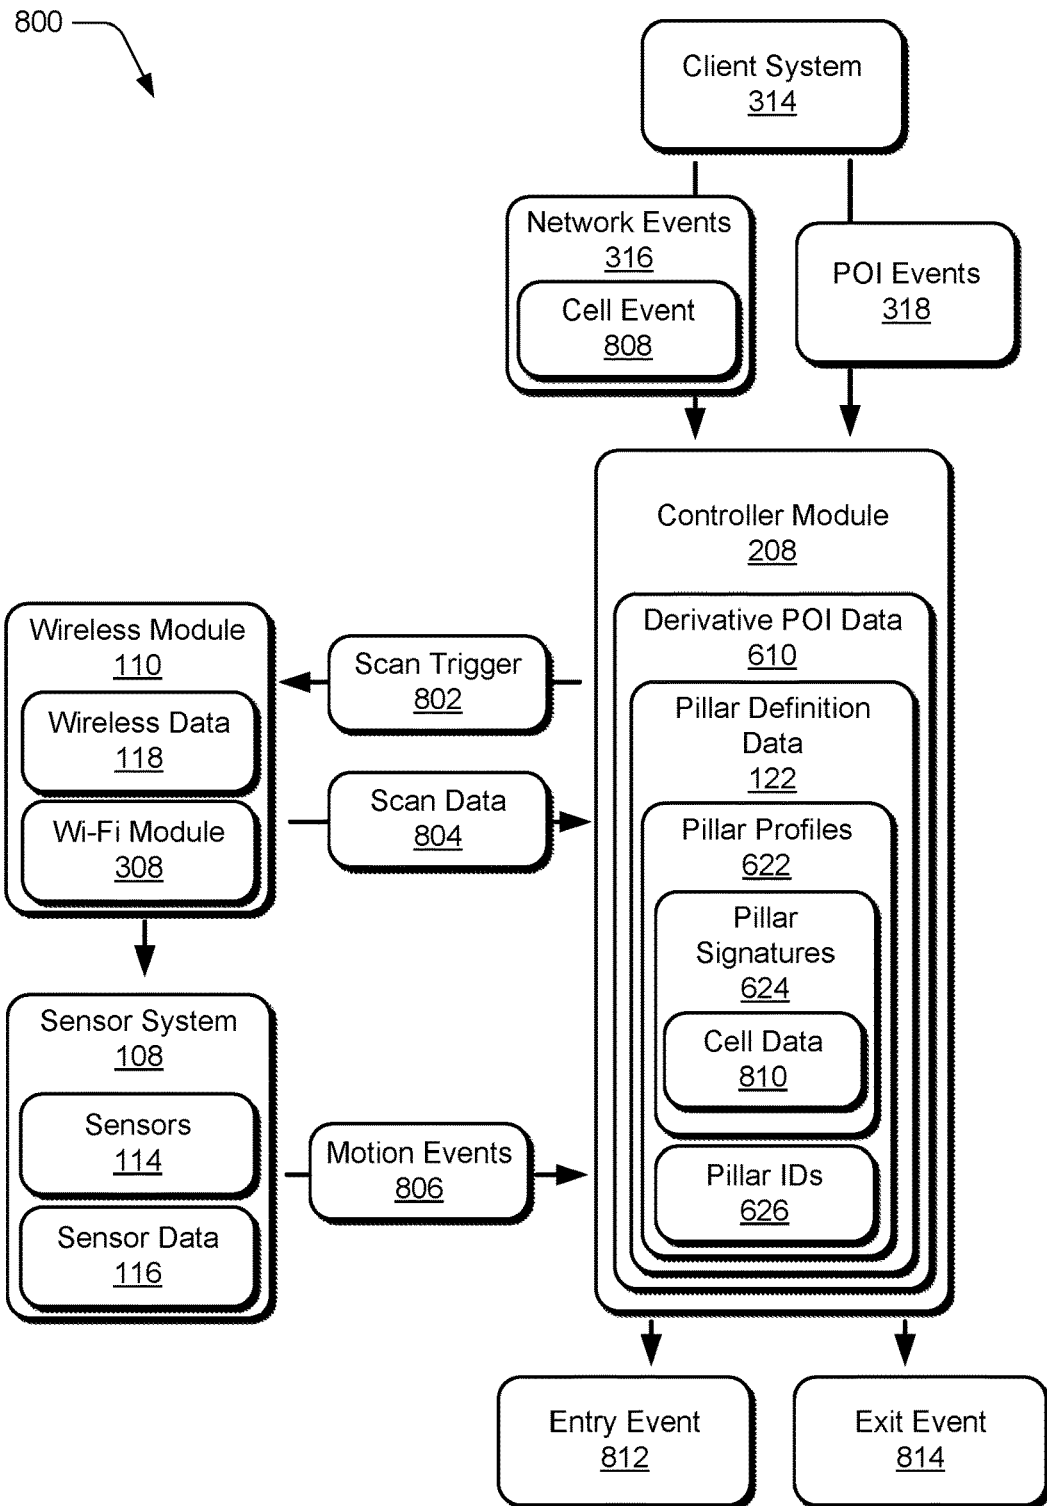 800
Client System
314
Network Events
316
Cell Event
808
POI Events
318
Controller Module
208
Derivative POI Data
610
Pillar Definition
Data
122
Pillar Profiles
622
Pillar
Signatures
624
Cell Data
810
Pillar IDs
626
Wireless Module
110
Wireless Data
118
Wi-Fi Module
308
Scan Trigger
802
Scan Data
804
Sensor System
108
Sensors
114
Sensor Data
116
Motion Events
806
Entry Event
812
Exit Event
814